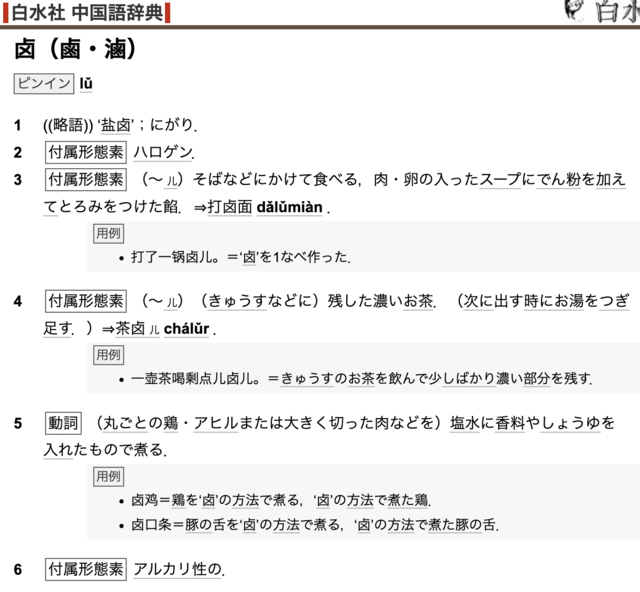 白水社 中国語辞典
白水
卤（鹵・滷）
ピンイン lǔ
1 ((略語)) ‘盐卤’；にがり．
2 付属形態素 ハロゲン．
3 付属形態素 （～ㄦ）そばなどにかけて食べる，肉・卵の入ったスープにでん粉を加え
てとろみをつけた餡． ⇒打卤面 dǎlǔmiàn．
用例
• 打了一锅卤儿。＝‘卤’を1なべ作った．
4 付属形態素 （～ㄦ）（きゅうすなどに）残した濃いお茶． （次に出す時にお湯をつぎ
足す．）⇒茶卤ㄦ chálǔr．
用例
• 一壶茶喝剩点儿卤儿。＝きゅうすのお茶を飲んで少しばかり濃い部分を残す．
5 動詞 （丸ごとの鶏・アヒルまたは大きく切った肉などを）塩水に香料やしょうゆを
入れたもので煮る．
用例
• 卤鸡＝鶏を‘卤’の方法で煮る，‘卤’の方法で煮た鶏．
• 卤口条＝豚の舌を‘卤’の方法で煮る，‘卤’の方法で煮た豚の舌．
6 付属形態素 アルカリ性の．